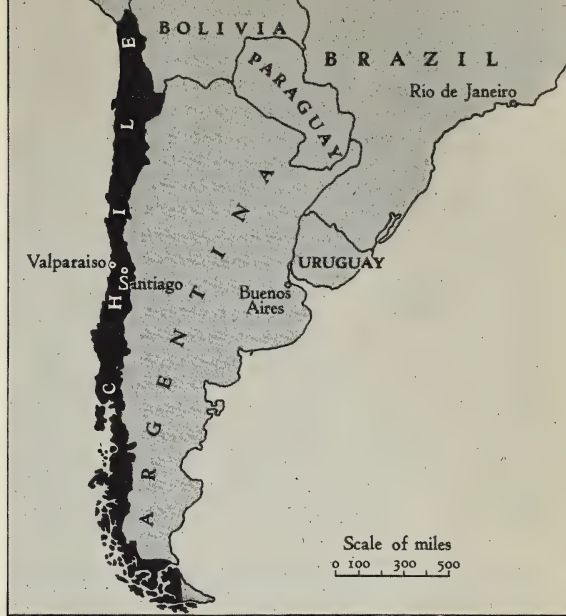 BOLIVIA
BRAZIL
PARAGUAY
Rio de Janeiro
CHILE
ARGENTINA
URUGUAY
Valparaiso
Santiago
Buenos
Aires
Scale of miles
0 100 300 500